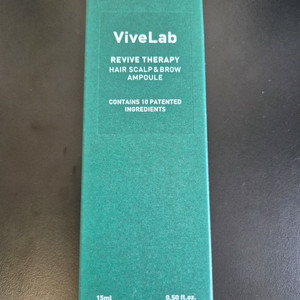 ViveLab
REVIVE THERAPY
HAIR SCALP & BROW
AMPOULE
CONTAINS 10 PATENTED
INGREDIENTS
15ml 0.50 fl.oz.